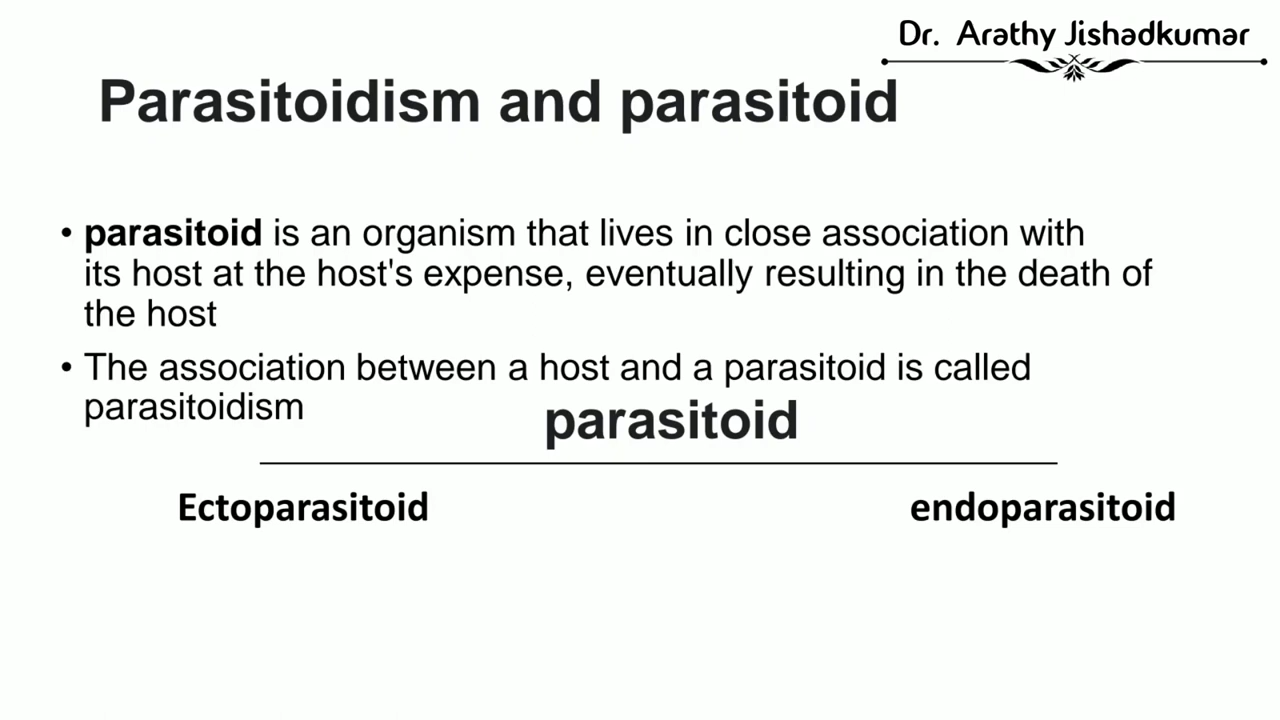 Dr. Arathy Jishadkumar
Parasitoidism and parasitoid
• parasitoid is an organism that lives in close association with
its host at the host's expense, eventually resulting in the death of
the host
• The association between a host and a parasitoid is called
parasitoidism
parasitoid
Ectoparasitoid endoparasitoid